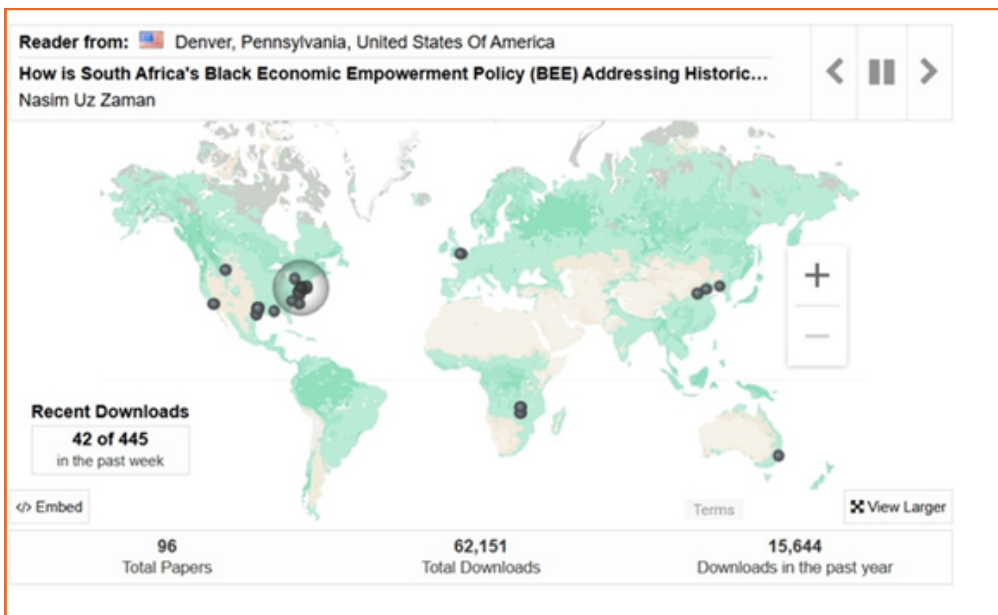 Reader from: Denver, Pennsylvania, United States Of America
How is South Africa's Black Economic Empowerment Policy (BEE) Addressing Historic...
Nasim Uz Zaman
Recent Downloads
42 of 445
in the past week
</> Embed
Terms
View Larger
96
Total Papers
62,151
Total Downloads
15,644
Downloads in the past year